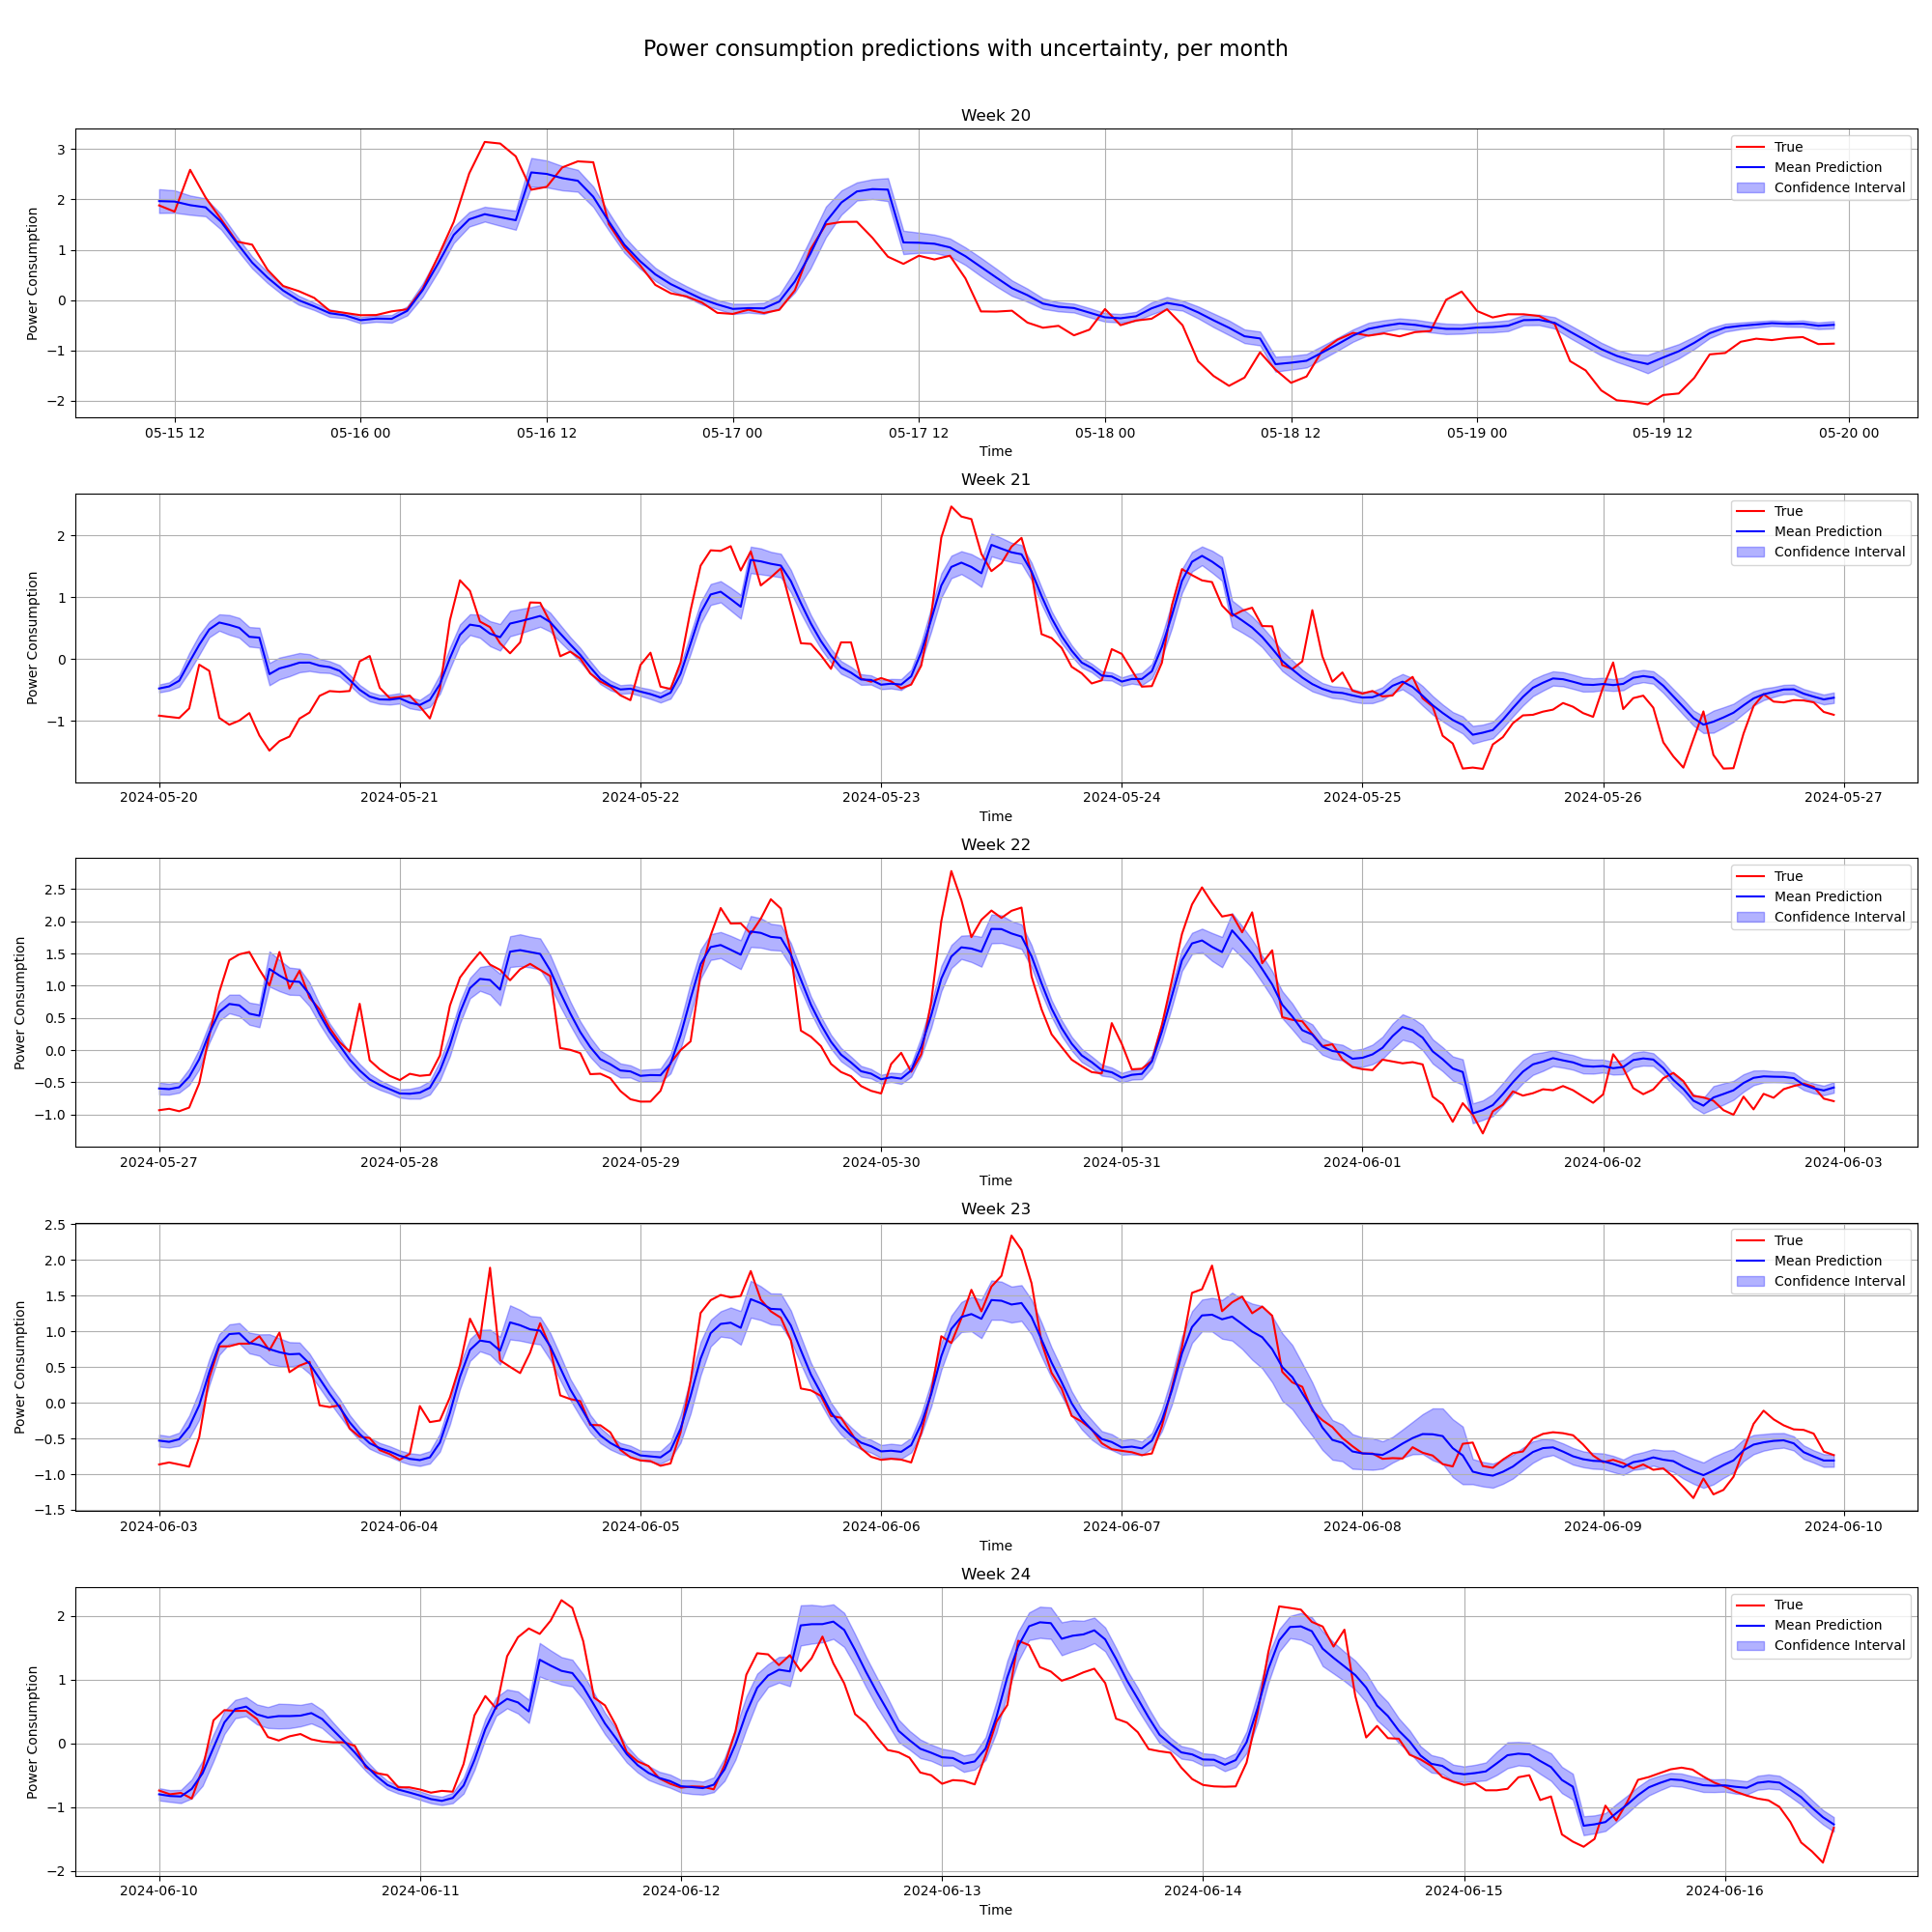 Power consumption predictions with uncertainty, per month
Week 20
True
Mean Prediction
Confidence Interval
Power Consumption
3
2
1
0
−1
−2
05-15 12
05-16 00
05-16 12
05-17 00
05-17 12
05-18 00
05-18 12
05-19 00
05-19 12
05-20 00
Time
Week 21
True
Mean Prediction
Confidence Interval
Power Consumption
2
1
0
−1
2024-05-20
2024-05-21
2024-05-22
2024-05-23
2024-05-24
2024-05-25
2024-05-26
2024-05-27
Time
Week 22
True
Mean Prediction
Confidence Interval
Power Consumption
2.5
2.0
1.5
1.0
0.5
0.0
−0.5
−1.0
2024-05-27
2024-05-28
2024-05-29
2024-05-30
2024-05-31
2024-06-01
2024-06-02
2024-06-03
Time
Week 23
True
Mean Prediction
Confidence Interval
Power Consumption
2.5
2.0
1.5
1.0
0.5
0.0
−0.5
−1.0
−1.5
2024-06-03
2024-06-04
2024-06-05
2024-06-06
2024-06-07
2024-06-08
2024-06-09
2024-06-10
Time
Week 24
True
Mean Prediction
Confidence Interval
Power Consumption
2
1
0
−1
−2
2024-06-10
2024-06-11
2024-06-12
2024-06-13
2024-06-14
2024-06-15
2024-06-16
Time